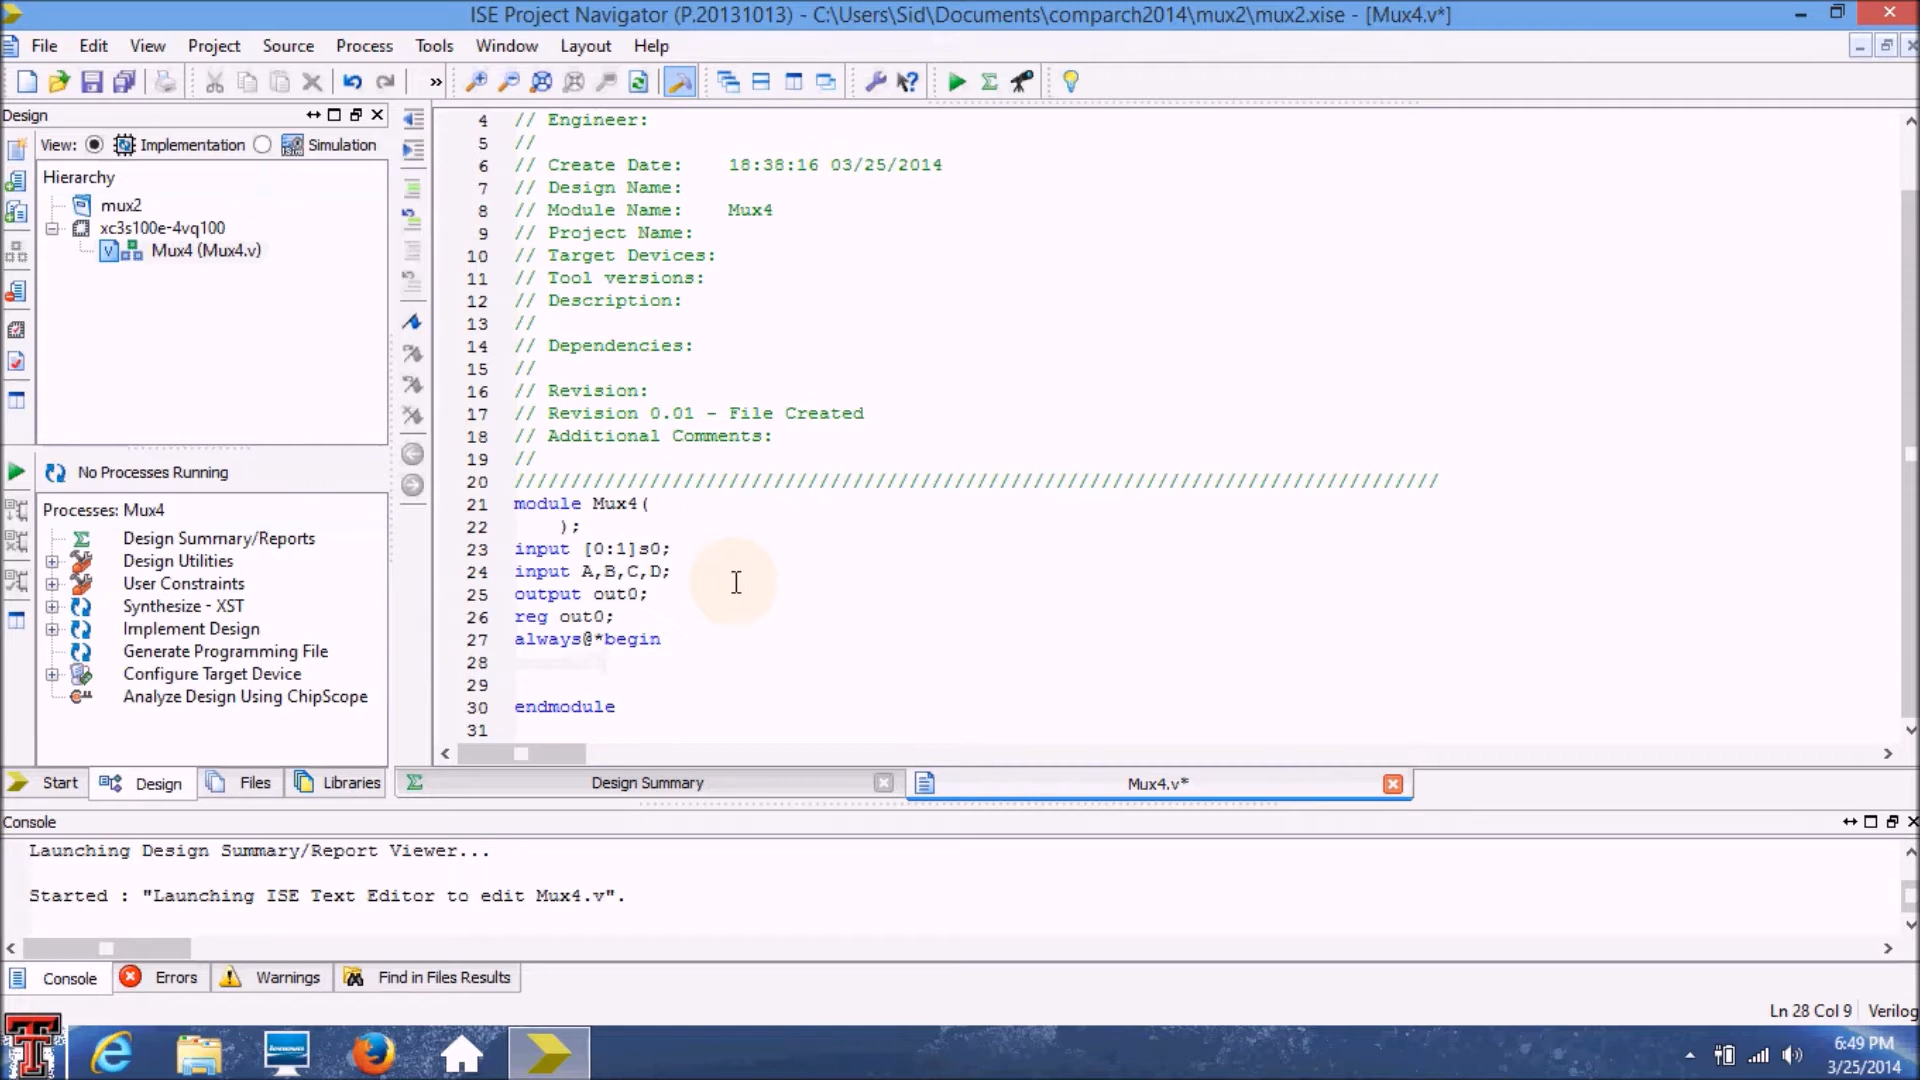 ISE Project Navigator (P.20131013) - C:\Users\Sid\Documents\comparch2014\mux2\mux2.xise - [Mux4.v*]
File Edit View Project Source Process Tools Window Layout Help
»
Design
View: Implementation Simulation
Hierarchy
mux2
xc3s100e-4vq100
Mux4 (Mux4.v)
No Processes Running
Processes: Mux4
Design Summary/Reports
Design Utilities
User Constraints
Synthesize - XST
Implement Design
Generate Programming File
Configure Target Device
Analyze Design Using ChipScope
Start Design Files Libraries
4 // Engineer:
5 //
6 // Create Date: 18:38:16 03/25/2014
7 // Design Name:
8 // Module Name: Mux4
9 // Project Name:
10 // Target Devices:
11 // Tool versions:
12 // Description:
13 //
14 // Dependencies:
15 //
16 // Revision:
17 // Revision 0.01 - File Created
18 // Additional Comments:
19 //
20 //////////////////////////////////////////////////////////////////////////////////
21 module Mux4(
22 );
23 input [0:1]s0;
24 input A,B,C,D;
25 output out0;
26 reg out0;
27 always@*begin
28
29
30 endmodule
31
Design Summary Mux4.v*
Console
Launching Design Summary/Report Viewer...
Started : "Launching ISE Text Editor to edit Mux4.v".
Console Errors Warnings Find in Files Results
Ln 28 Col 9 Verilog
6:49 PM
3/25/2014